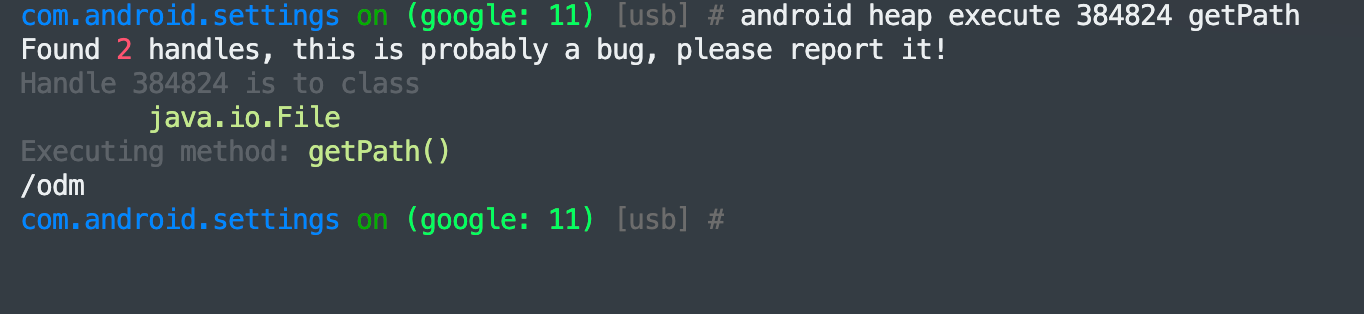 com.android.settings on (google: 11) [usb] # android heap execute 384824 getPath
Found 2 handles, this is probably a bug, please report it!
Handle 384824 is to class
java.io.File
Executing method: getPath()
/odm
com.android.settings on (google: 11) [usb] #